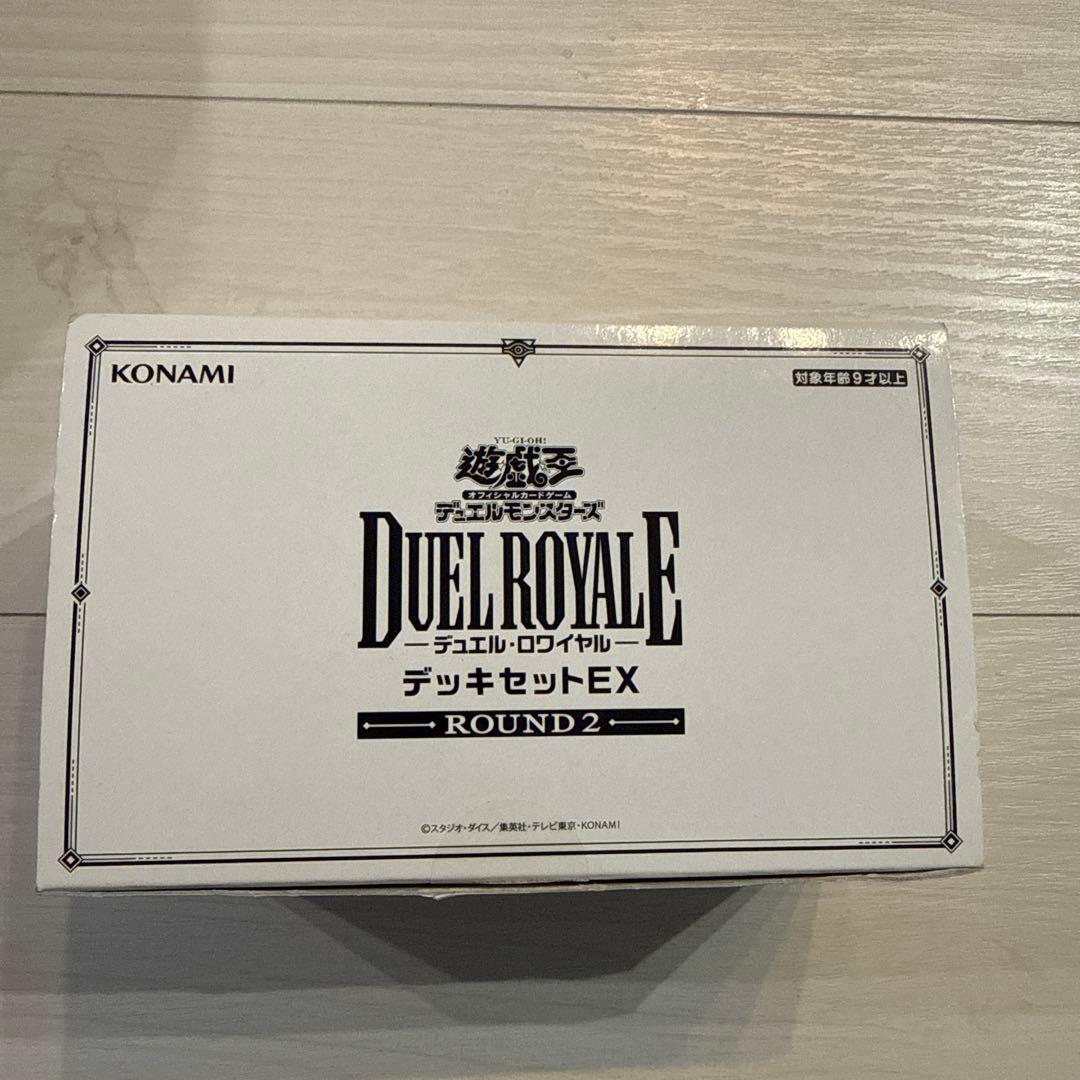 KONAMI
対象年齢9才以上
YU-GI-OH!
遊戯王
オフィシャルカードゲーム
デュエルモンスターズ
DUEL ROYALE
デュエル・ロワイヤル
デッキセットEX
ROUND 2
©スタジオ・ダイス／集英社・テレビ東京・KONAMI